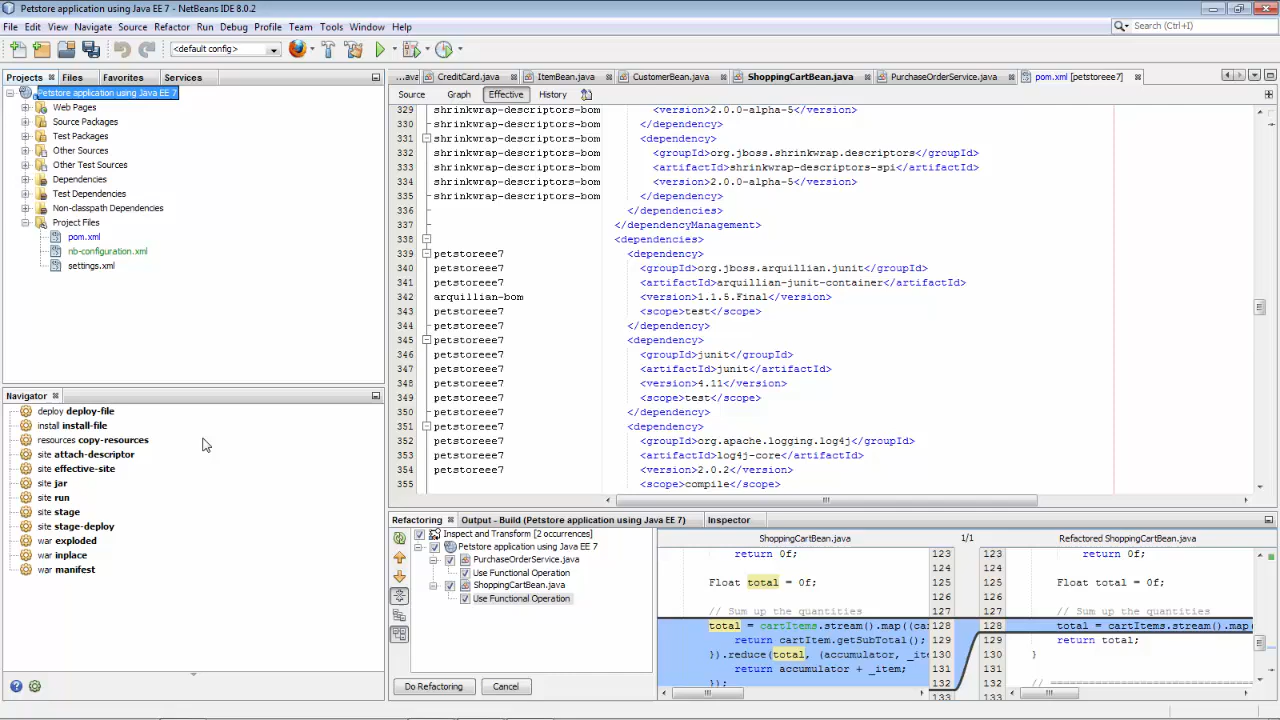 Petstore application using Java EE 7 - NetBeans IDE 8.0.2
File Edit View Navigate Source Refactor Run Debug Profile Team Tools Window Help
Search (Ctrl+I)
<default config>
Projects Files Favorites Services
Petstore application using Java EE 7
Web Pages
Source Packages
Test Packages
Other Sources
Other Test Sources
Dependencies
Test Dependencies
Non-classpath Dependencies
Project Files
pom.xml
nb-configuration.xml
settings.xml
Navigator
deploy deploy-file
install install-file
resources copy-resources
site attach-descriptor
site effective-site
site jar
site run
site stage
site stage-deploy
war exploded
war inplace
war manifest
...ava CreditCard.java ItemBean.java CustomerBean.java ShoppingCartBean.java PurchaseOrderService.java pom.xml [petstoreee7]
Source Graph Effective History
329 shrinkwrap-descriptors-bom <version>2.0.0-alpha-5</version>
330 shrinkwrap-descriptors-bom </dependency>
331 shrinkwrap-descriptors-bom <dependency>
332 shrinkwrap-descriptors-bom <groupId>org.jboss.shrinkwrap.descriptors</groupId>
333 shrinkwrap-descriptors-bom <artifactId>shrinkwrap-descriptors-spi</artifactId>
334 shrinkwrap-descriptors-bom <version>2.0.0-alpha-5</version>
335 shrinkwrap-descriptors-bom </dependency>
336 </dependencies>
337 </dependencyManagement>
338 <dependencies>
339 petstoreee7 <dependency>
340 petstoreee7 <groupId>org.jboss.arquillian.junit</groupId>
341 petstoreee7 <artifactId>arquillian-junit-container</artifactId>
342 arquillian-bom <version>1.1.5.Final</version>
343 petstoreee7 <scope>test</scope>
344 petstoreee7 </dependency>
345 petstoreee7 <dependency>
346 petstoreee7 <groupId>junit</groupId>
347 petstoreee7 <artifactId>junit</artifactId>
348 petstoreee7 <version>4.11</version>
349 petstoreee7 <scope>test</scope>
350 petstoreee7 </dependency>
351 petstoreee7 <dependency>
352 petstoreee7 <groupId>org.apache.logging.log4j</groupId>
353 petstoreee7 <artifactId>log4j-core</artifactId>
354 petstoreee7 <version>2.0.2</version>
355 <scope>compile</scope>
Refactoring Output - Build (Petstore application using Java EE 7) Inspector
Inspect and Transform [2 occurrences]
Petstore application using Java EE 7
PurchaseOrderService.java
Use Functional Operation
ShoppingCartBean.java
Use Functional Operation
Do Refactoring Cancel
ShoppingCartBean.java 1/1 Refactored ShoppingCartBean.java
return 0f; 123 123 return 0f;
124 124
Float total = 0f; 125 125 Float total = 0f;
126 126
// Sum up the quantities 127 127 // Sum up the quantities
total = cartItems.stream().map((ca 128 128 total = cartItems.stream().map(
return cartItem.getSubTotal(); 129 129 return total;
}).reduce(total, (accumulator, _ite 130 130 }
return accumulator + _item; 131 131
}); 132 132 // ====================
133 133